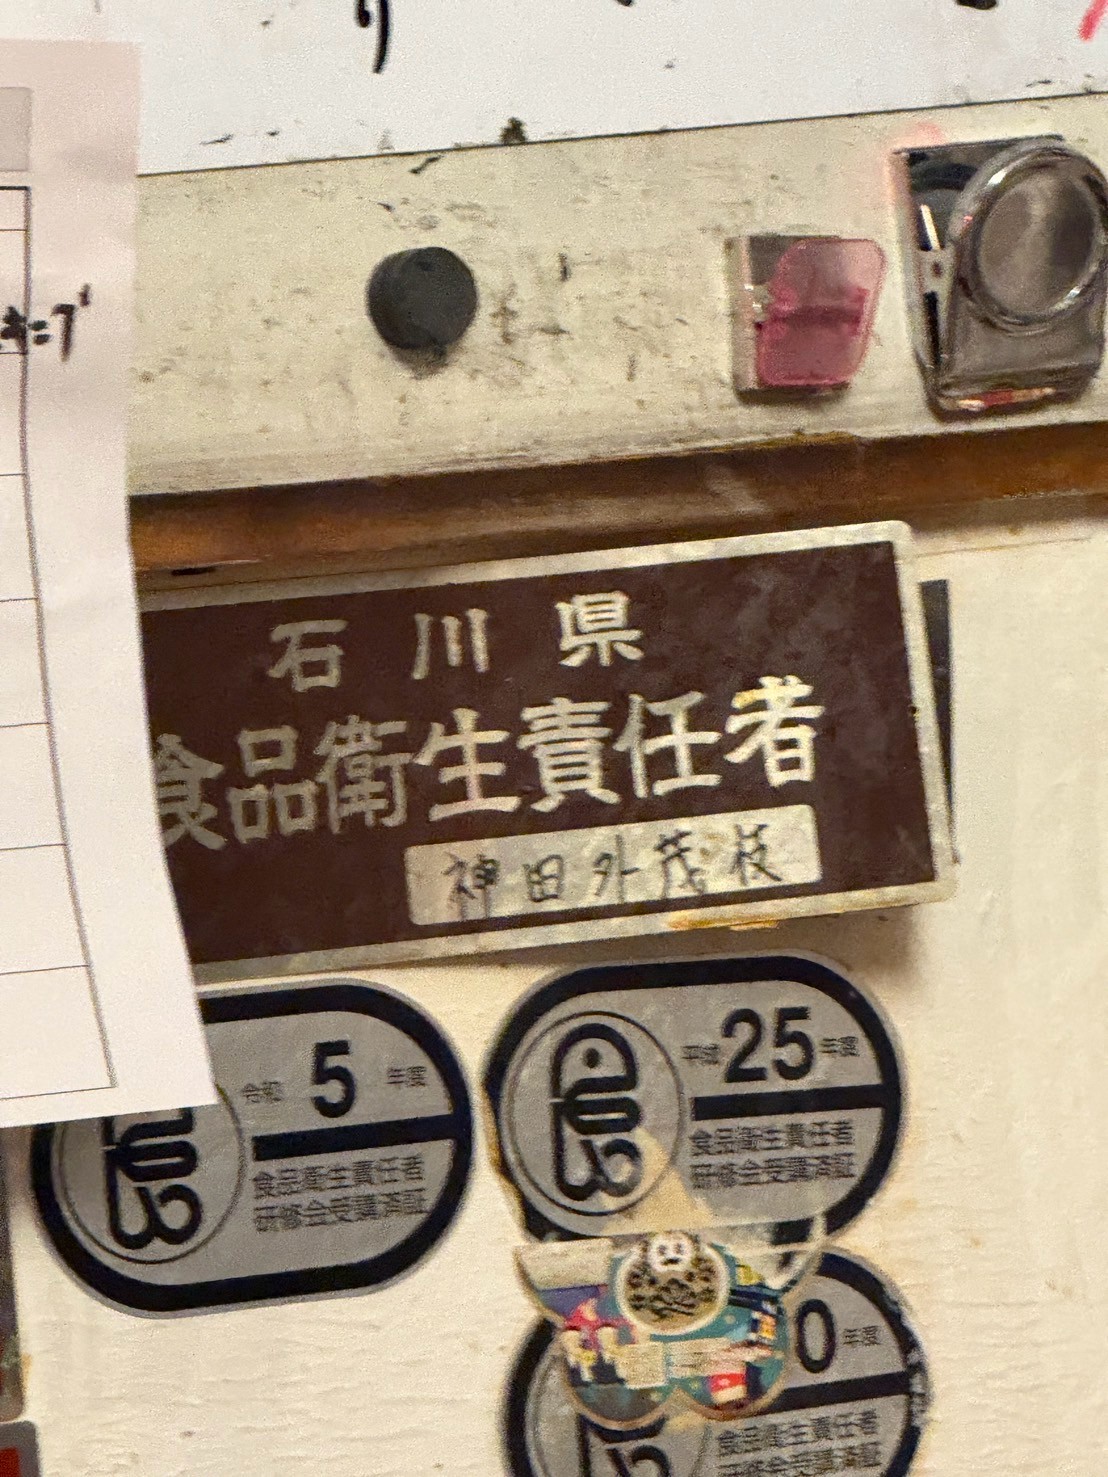 石川県
食品衛生責任者
神田外茂枝
令和5年度
食品衛生責任者
研修会受講済証
平成25年度
食品衛生責任者
研修会受講済証
0年度
食品衛生責任者